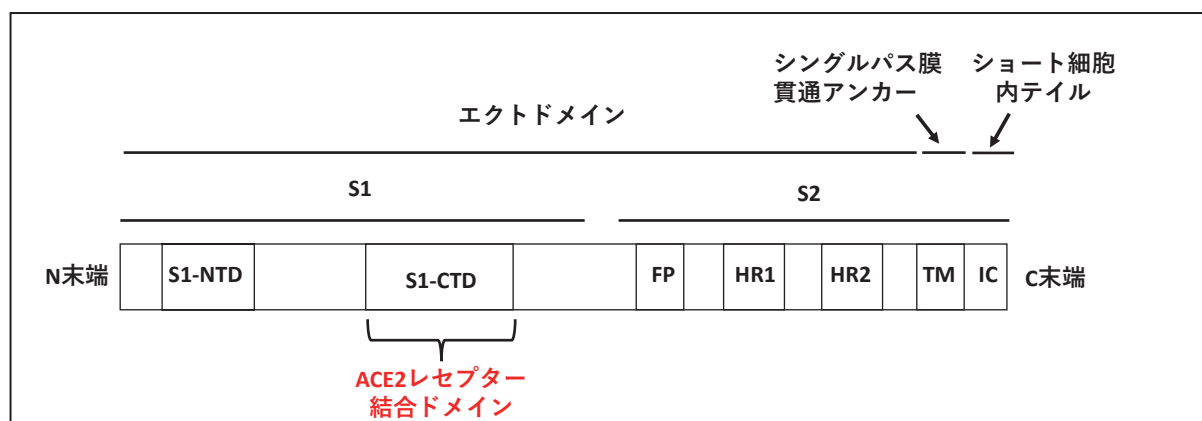 シングルパス膜
貫通アンカー
ショート細胞
内テイル
エクトドメイン
S1
S2
N末端
S1-NTD
S1-CTD
FP
HR1
HR2
TM
IC
C末端
ACE2レセプター
結合ドメイン